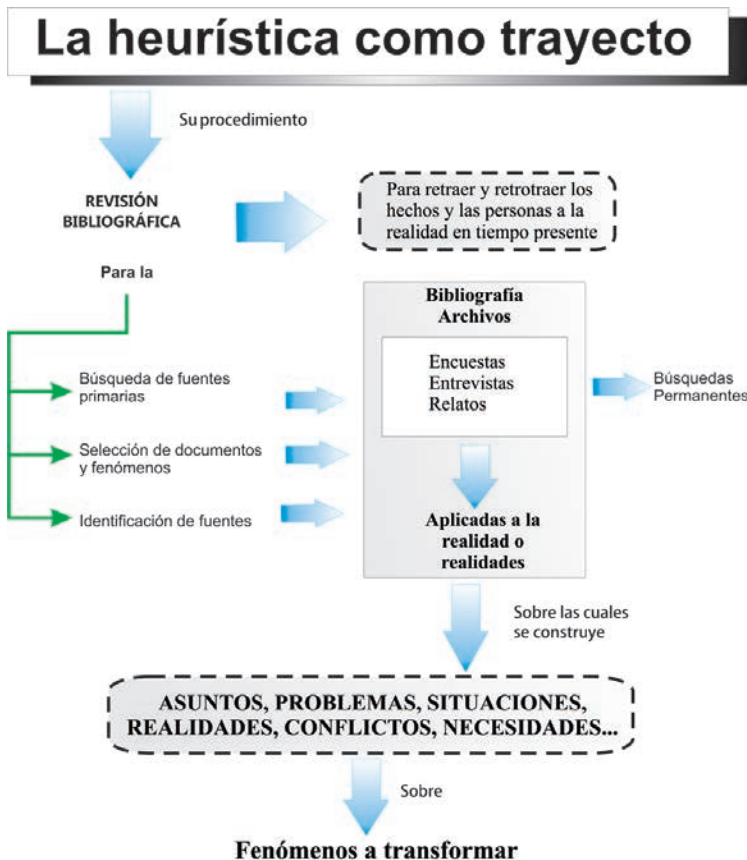 La heurística como trayecto
Su procedimiento
REVISIÓN
BIBLIOGRÁFICA
Para retraer y retrotraer los
hechos y las personas a la
realidad en tiempo presente
Para la
Búsqueda de fuentes
primarias
Selección de documentos
y fenómenos
Identificación de fuentes
Bibliografía
Archivos
Encuestas
Entrevistas
Relatos
Aplicadas a la
realidad o
realidades
Búsquedas
Permanentes
Sobre las cuales
se construye
ASUNTOS, PROBLEMAS, SITUACIONES,
REALIDADES, CONFLICTOS, NECESIDADES...
Sobre
Fenómenos a transformar